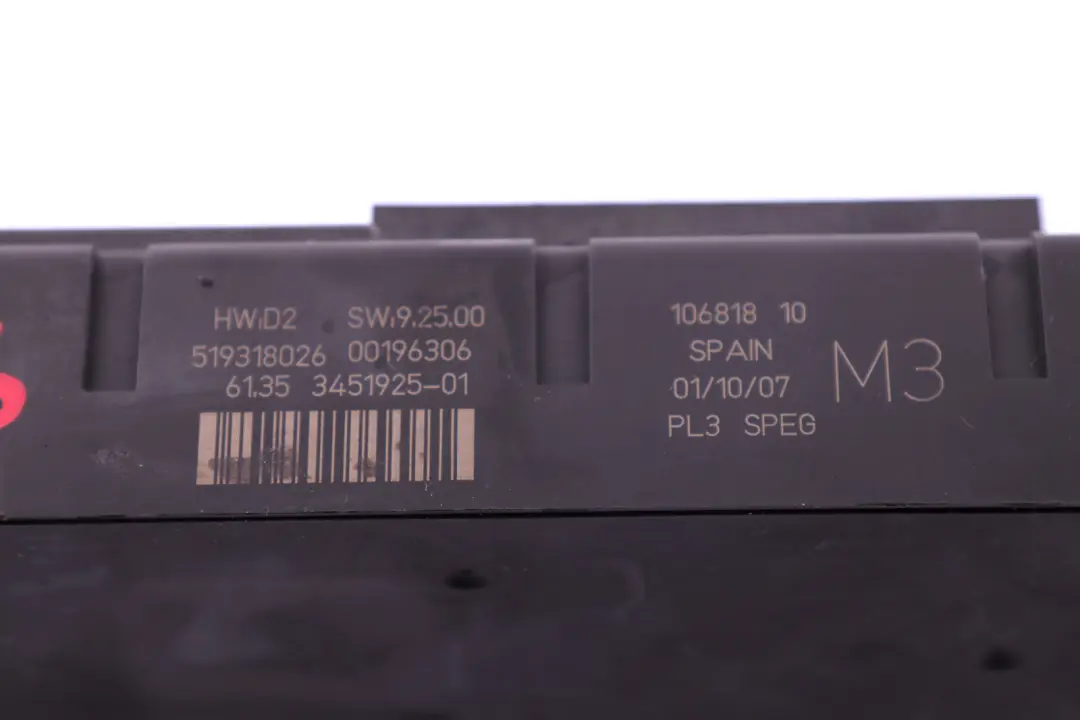 HW:D2 SW:9.25.00
519318026 00196306
61.35 3451925-01
106818 10
SPAIN
01/10/07
PL3 SPEG
M3